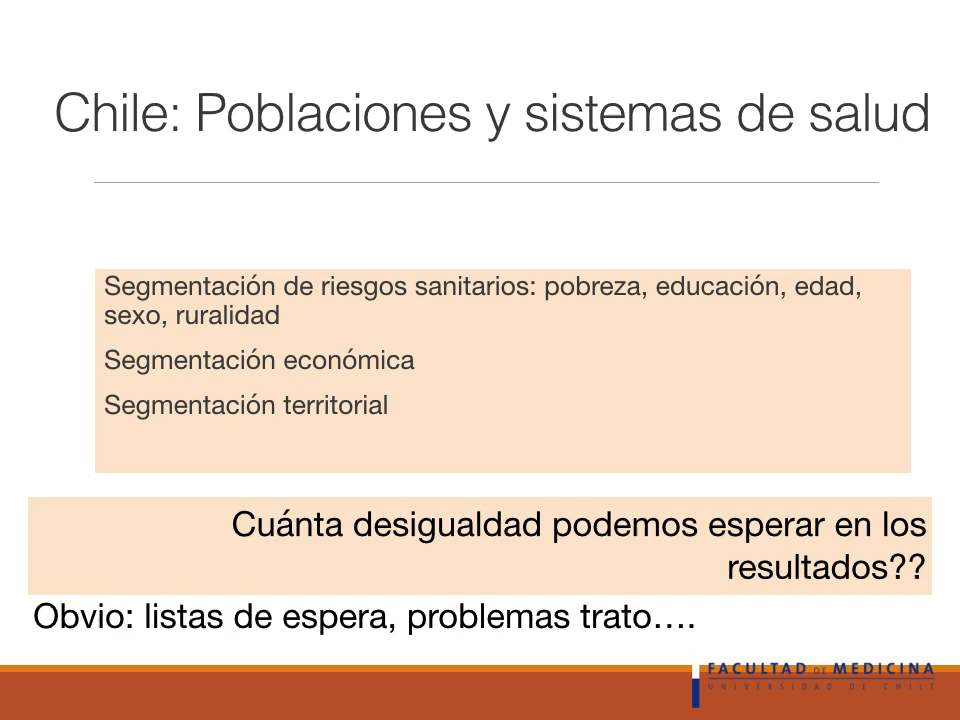 Chile: Poblaciones y sistemas de salud
Segmentación de riesgos sanitarios: pobreza, educación, edad,
sexo, ruralidad
Segmentación económica
Segmentación territorial
Cuánta desigualdad podemos esperar en los
resultados??
Obvio: listas de espera, problemas trato....
FACULTAD DE MEDICINA
UNIVERSIDAD DE CHILE